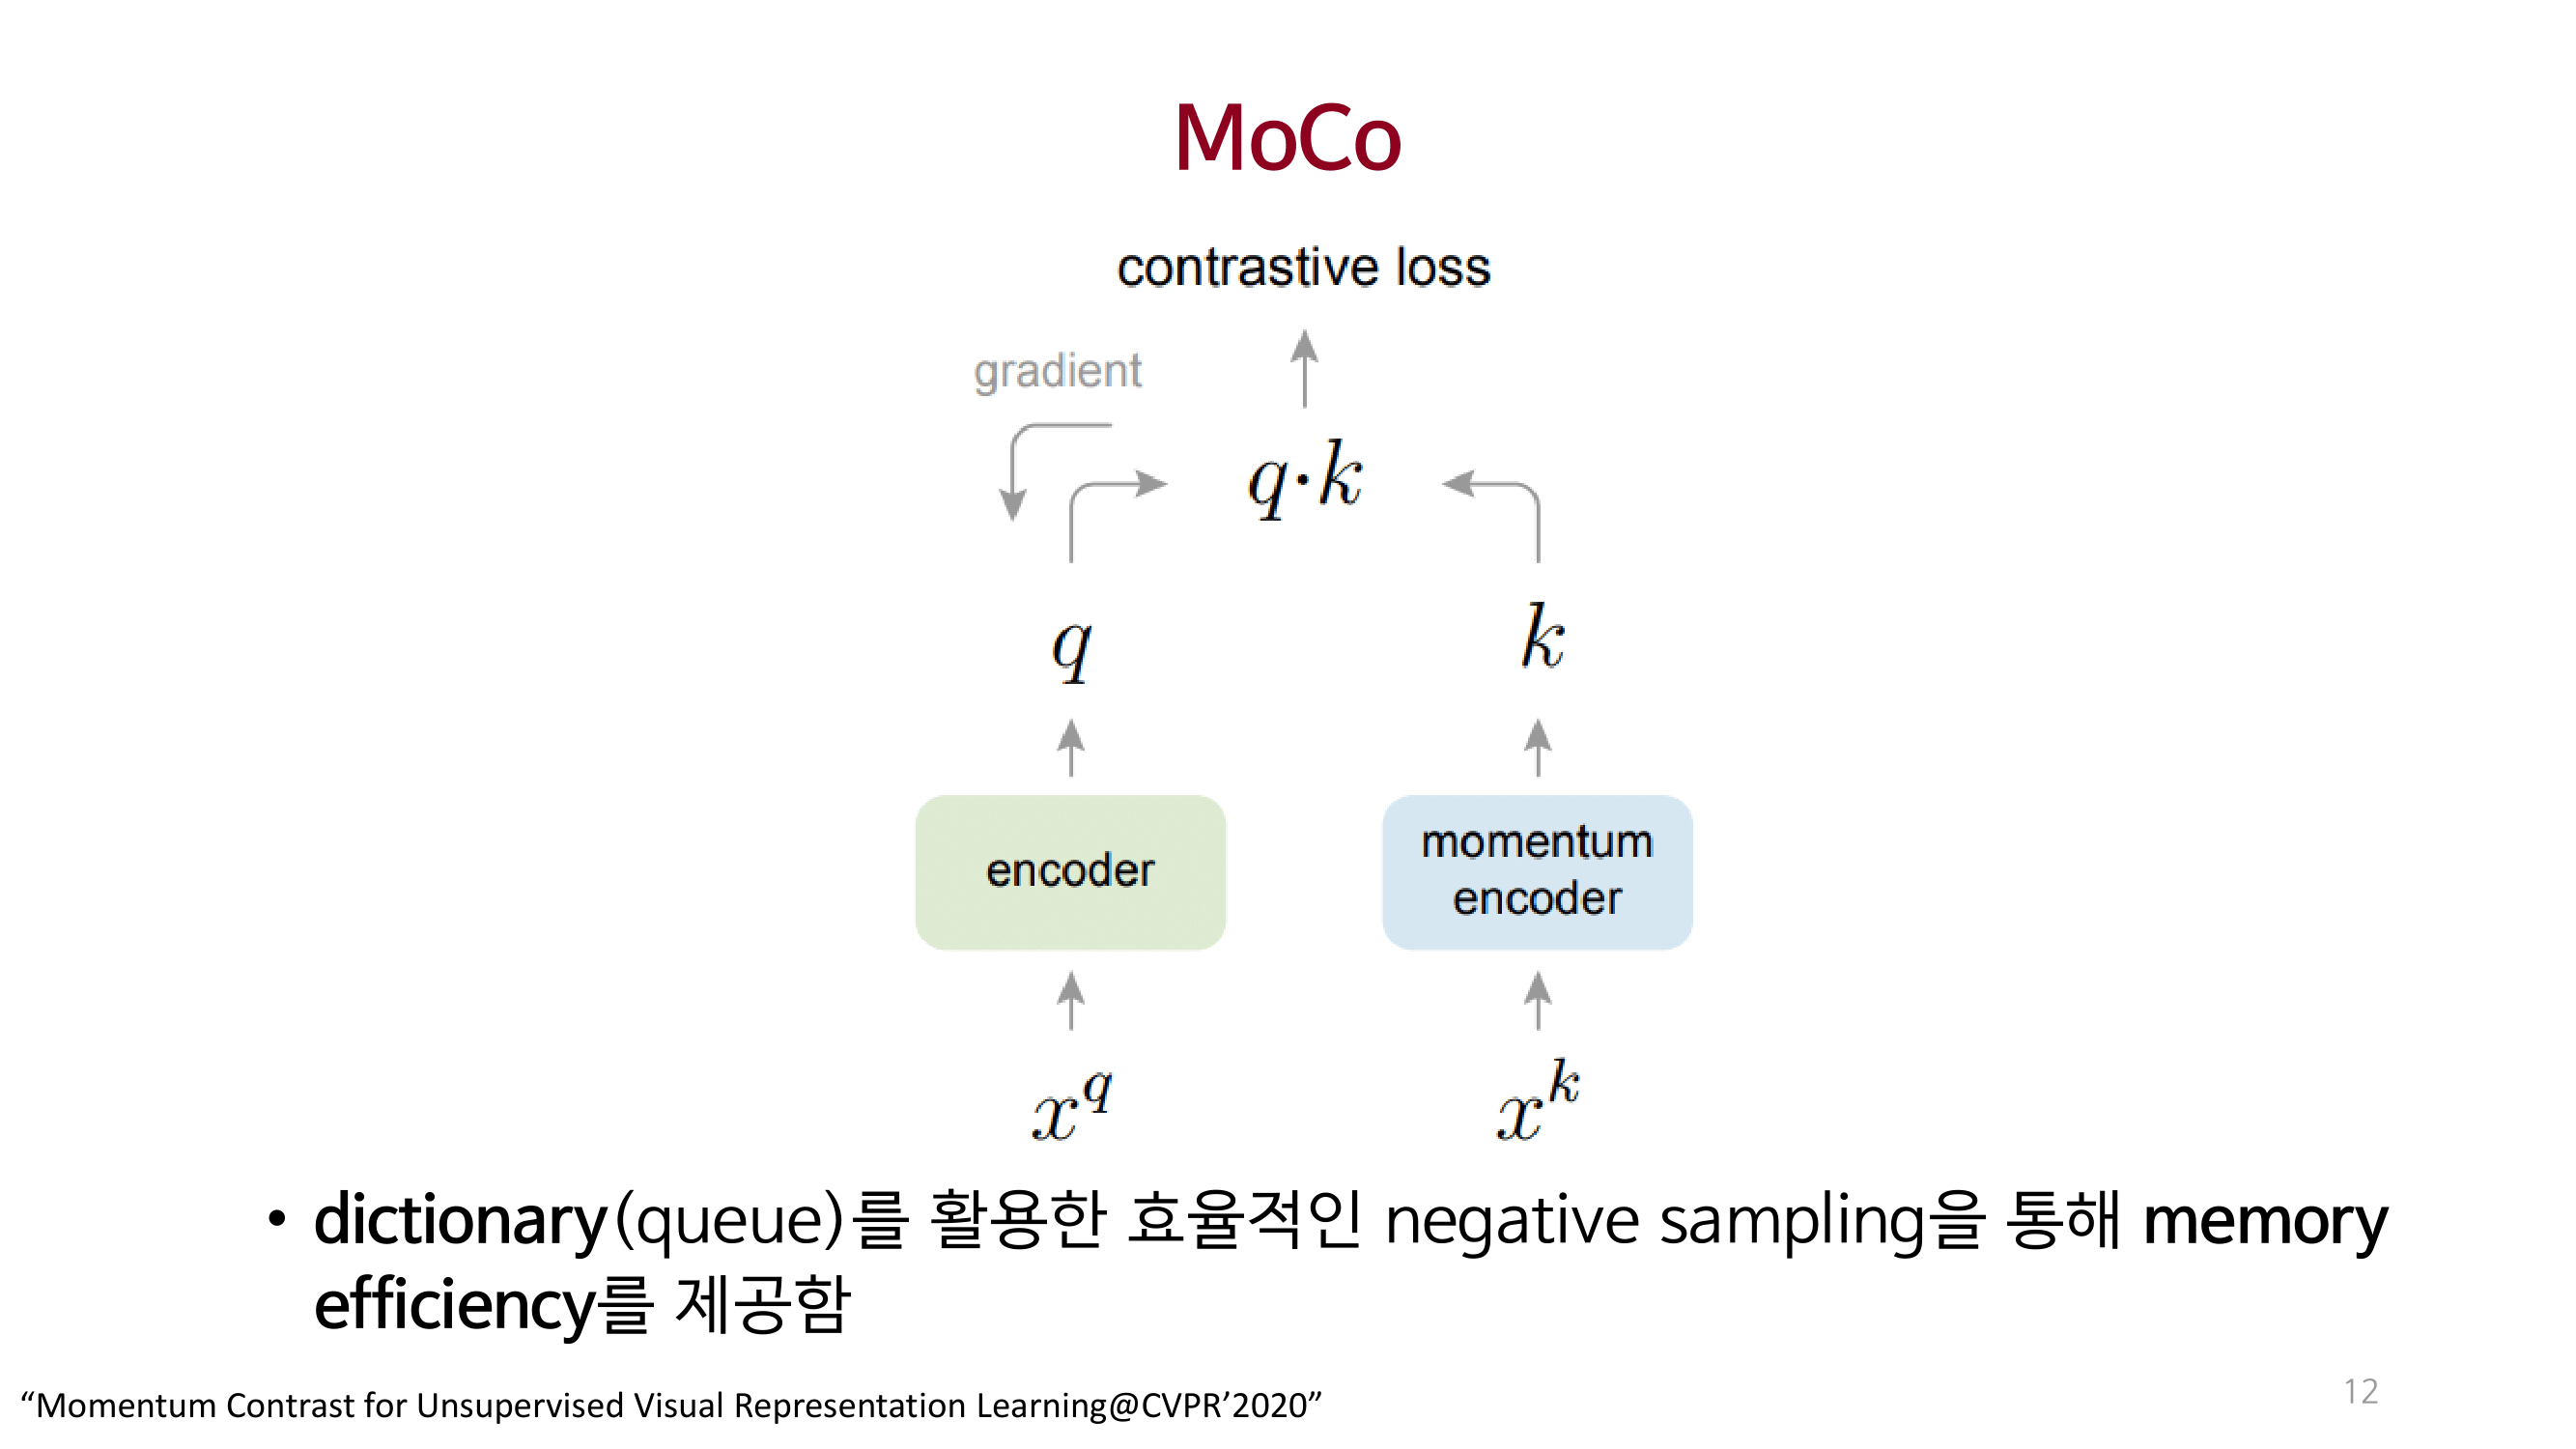 MoCo
contrastive loss
gradient
q·k
q
k
encoder
momentum
encoder
x^q
x^k
• dictionary(queue)를 활용한 효율적인 negative sampling을 통해 memory
efficiency를 제공함
“Momentum Contrast for Unsupervised Visual Representation Learning@CVPR’2020”
12